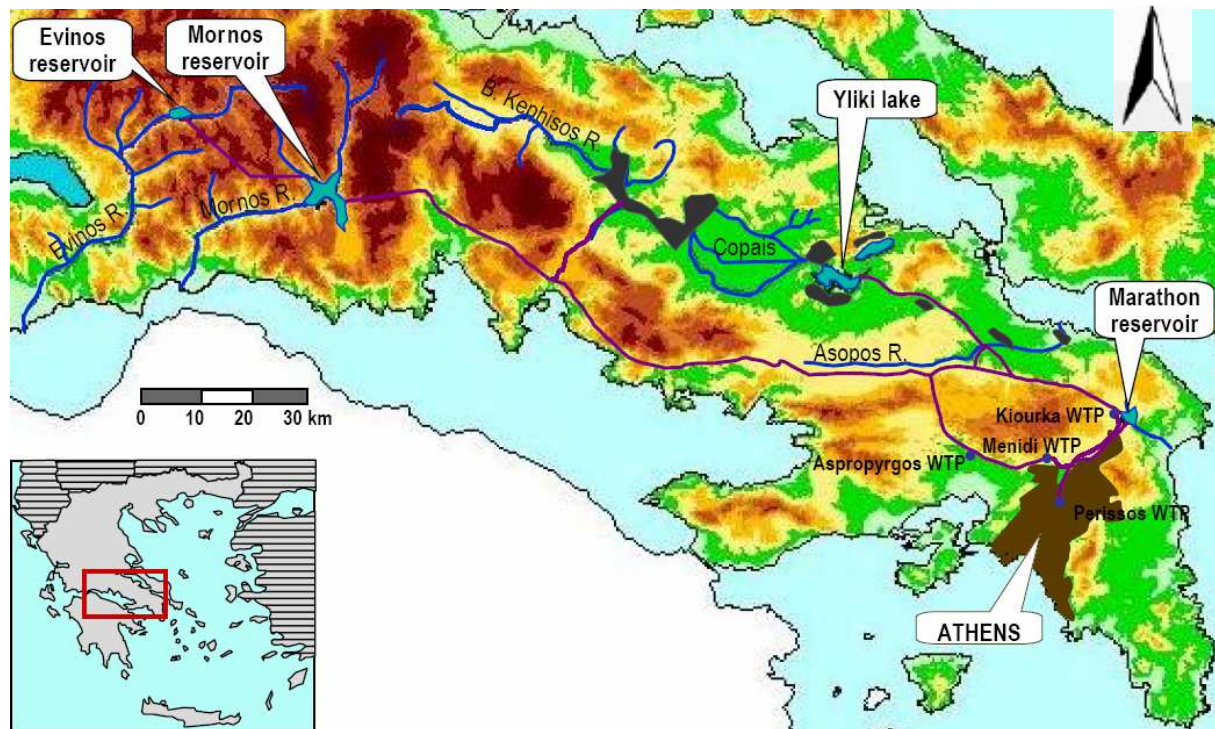 Evinos
reservoir
Mornos
reservoir
B. Kephisos R.
Yliki lake
Evinos R.
Mornos R.
Copais
Marathon
reservoir
Asopos R.
0 10 20 30 km
Kiourka WTP
Menidi WTP
Aspropyrgos WTP
Perissos WTP
ATHENS